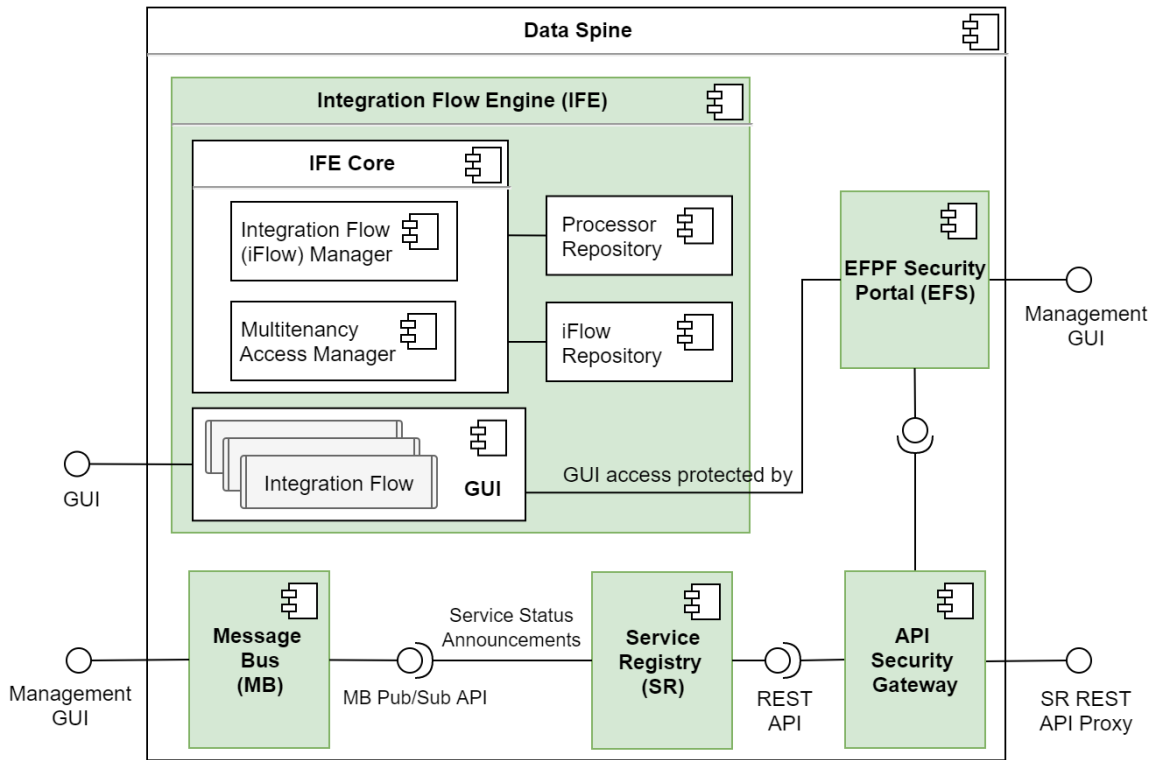 Data Spine
Integration Flow Engine (IFE)
IFE Core
Integration Flow
(iFlow) Manager
Processor
Repository
Multitenancy
Access Manager
iFlow
Repository
EFPF Security
Portal (EFS)
Management
GUI
Integration Flow
GUI
GUI access protected by
GUI
Message
Bus
(MB)
Management
GUI
MB Pub/Sub API
Service Status
Announcements
Service
Registry
(SR)
REST
API
API
Security
Gateway
SR REST
API Proxy